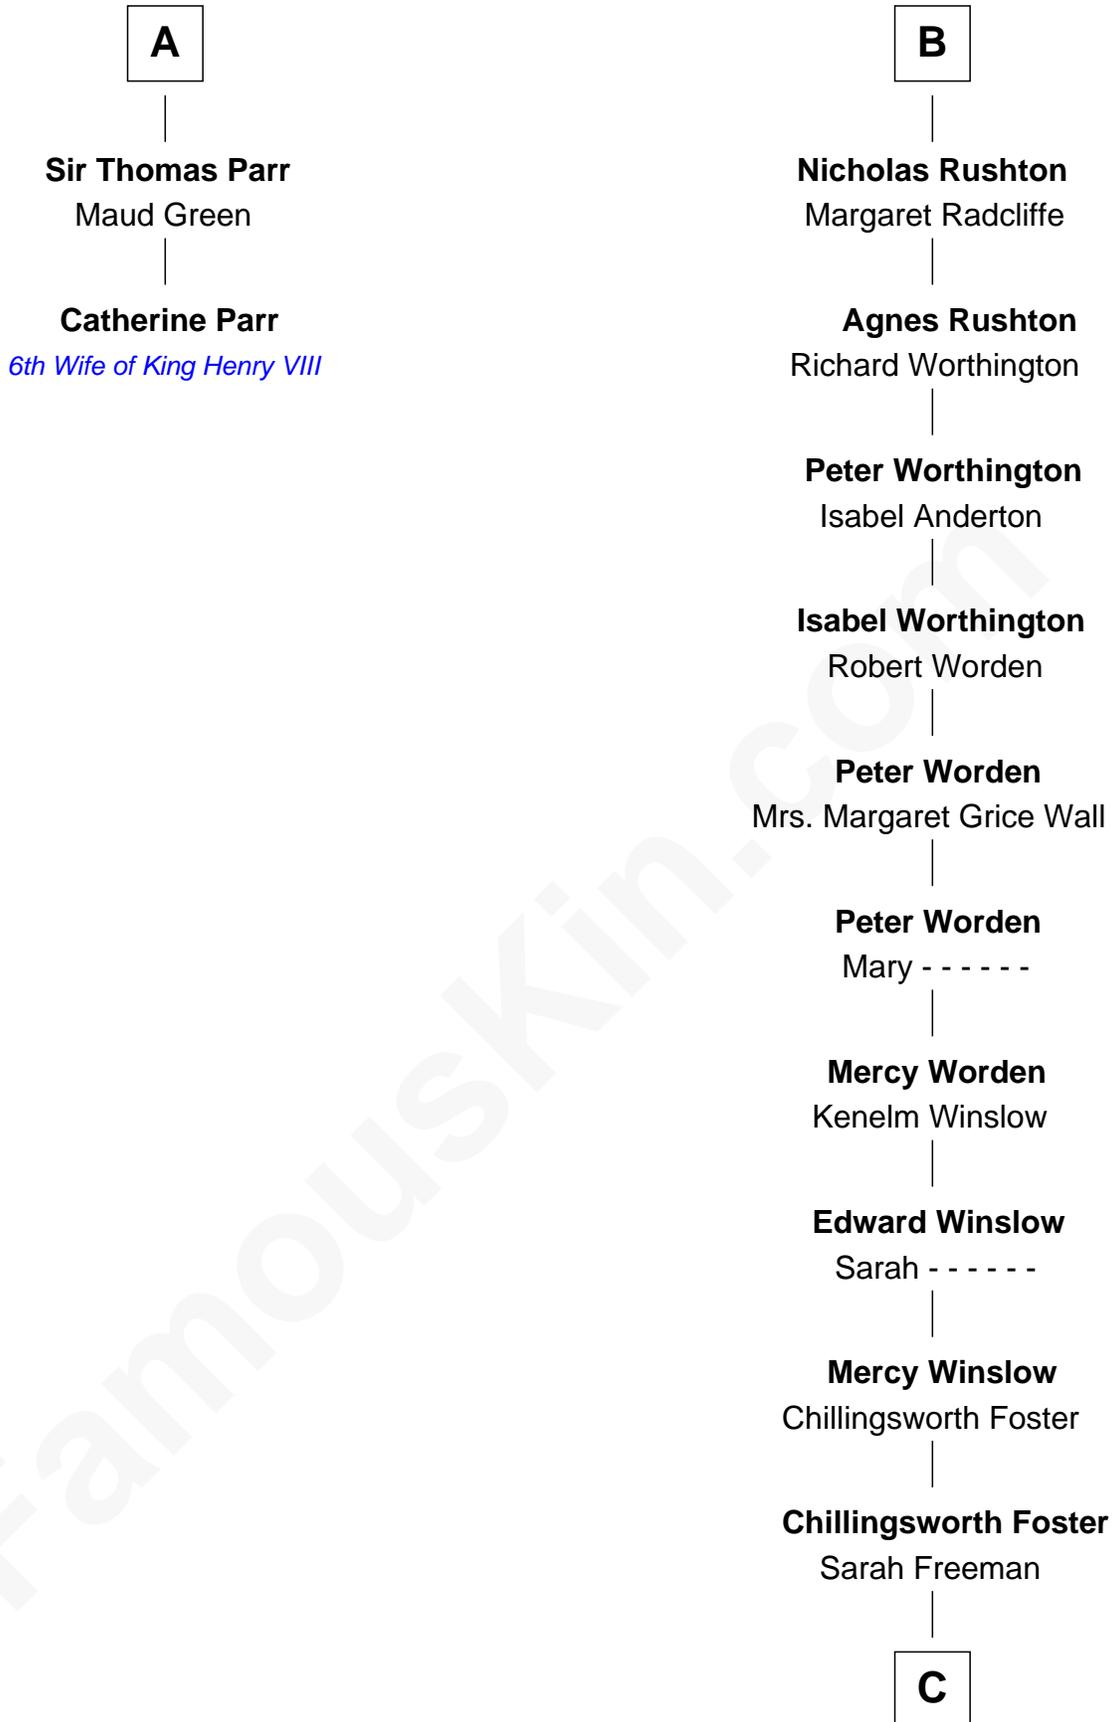 A
Sir Thomas Parr
Maud Green
Catherine Parr
6th Wife of King Henry VIII
B
Nicholas Rushton
Margaret Radcliffe
Agnes Rushton
Richard Worthington
Peter Worthington
Isabel Anderton
Isabel Worthington
Robert Worden
Peter Worden
Mrs. Margaret Grice Wall
Peter Worden
Mary - - - - - -
Mercy Worden
Kenelm Winslow
Edward Winslow
Sarah - - - - - -
Mercy Winslow
Chillingsworth Foster
Chillingsworth Foster
Sarah Freeman
C
FamousKin.com